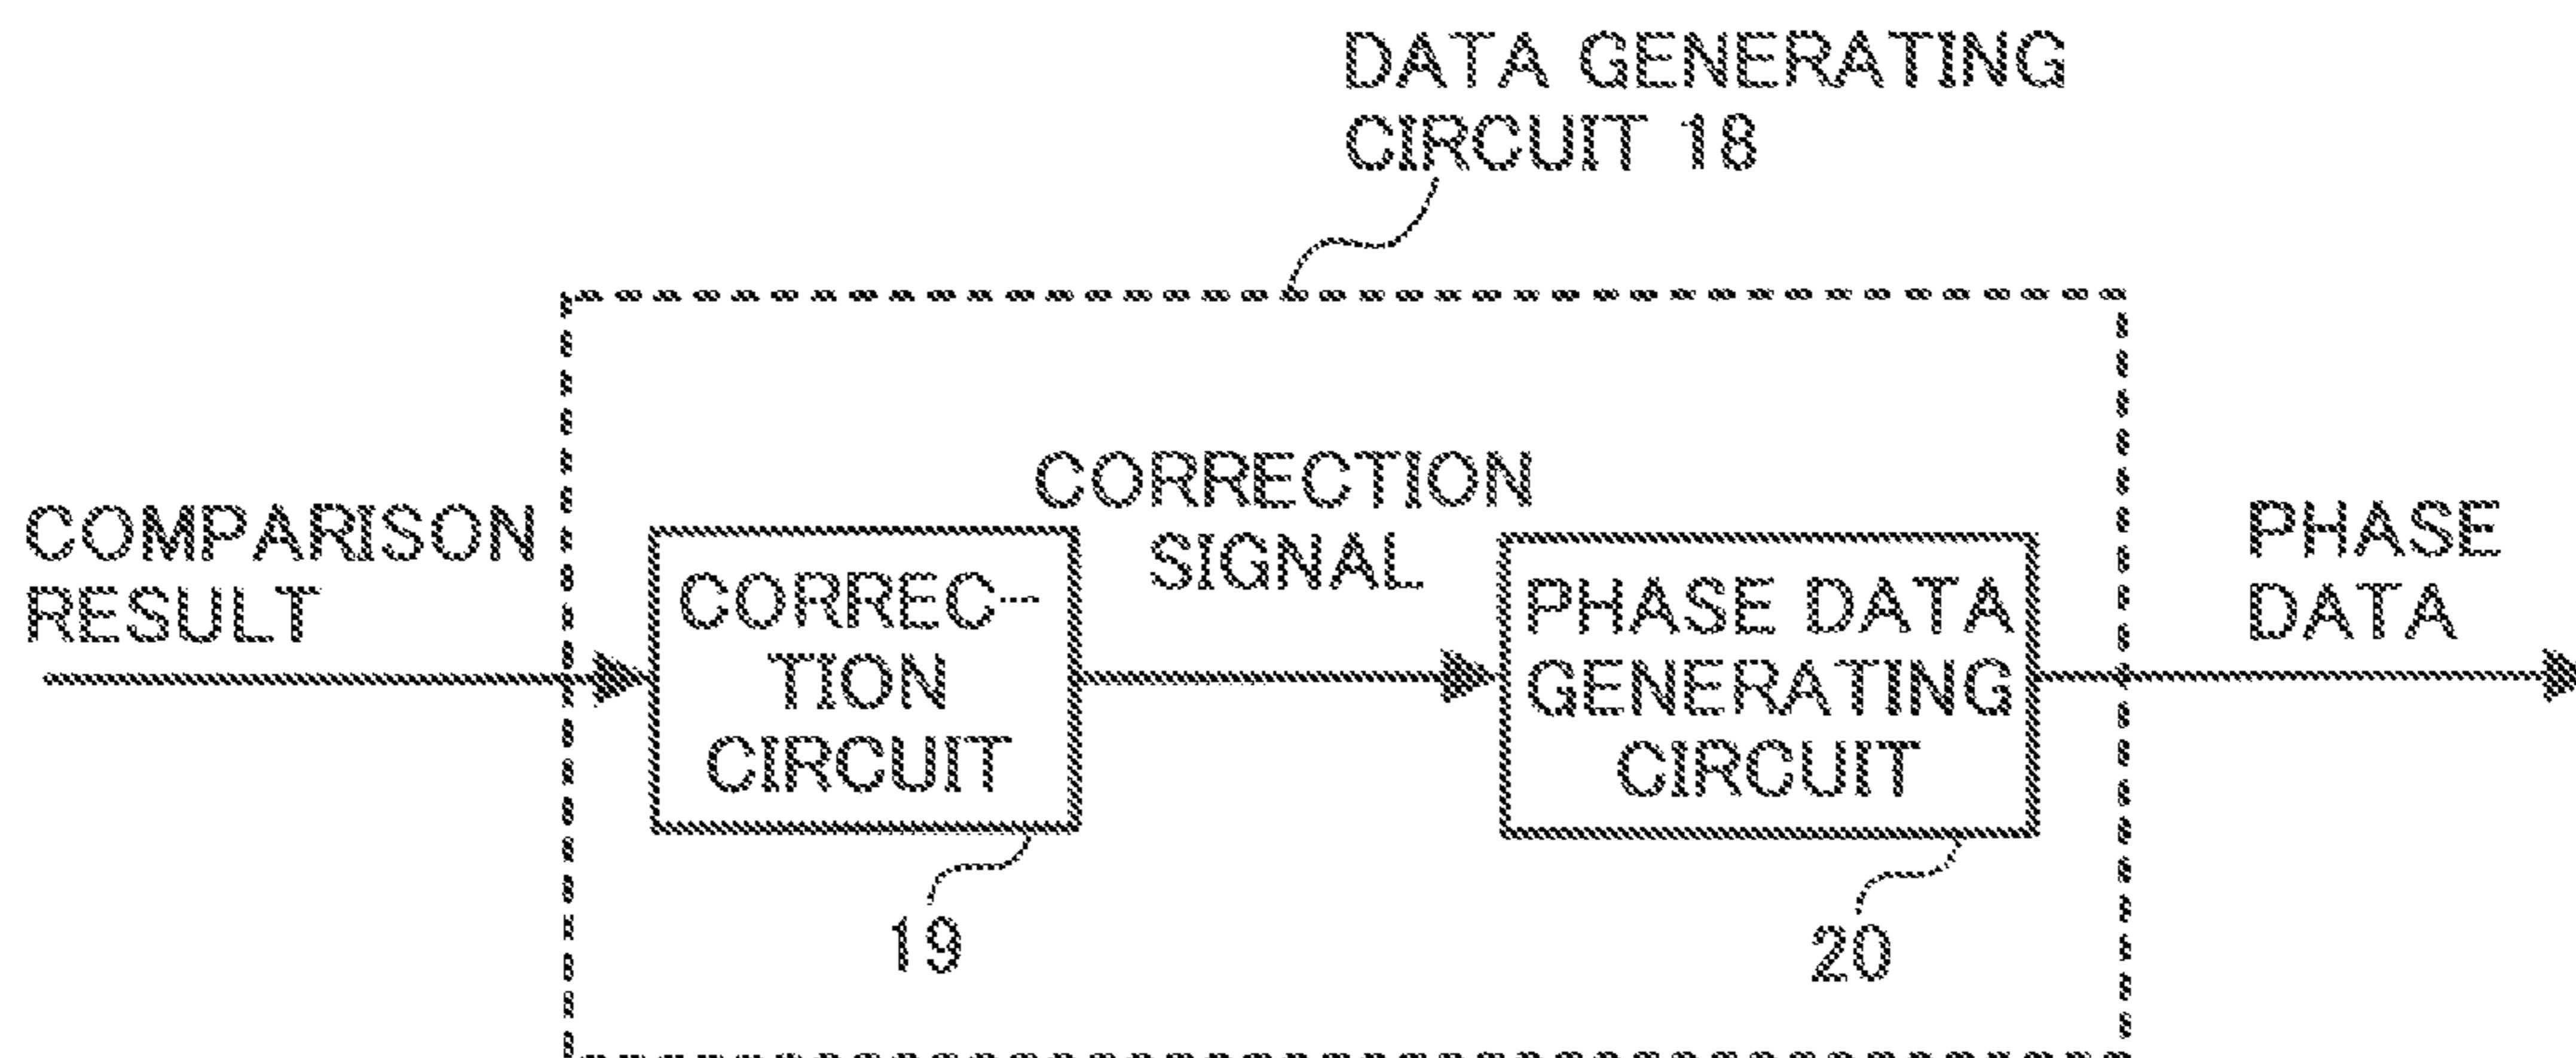 DATA GENERATING
CIRCUIT 18
COMPARISON
RESULT
CORREC-
TION
CIRCUIT
19
CORRECTION
SIGNAL
PHASE DATA
GENERATING
CIRCUIT
20
PHASE
DATA